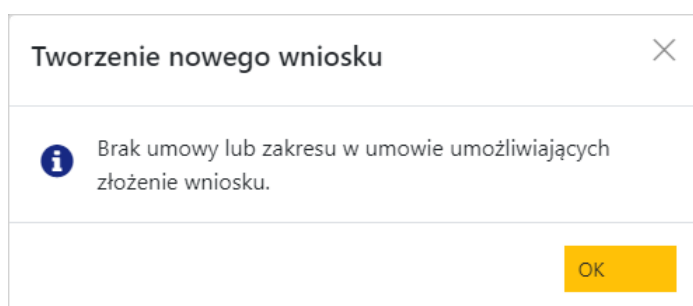 Tworzenie nowego wniosku
Brak umowy lub zakresu w umowie umożliwiających
złożenie wniosku.
OK